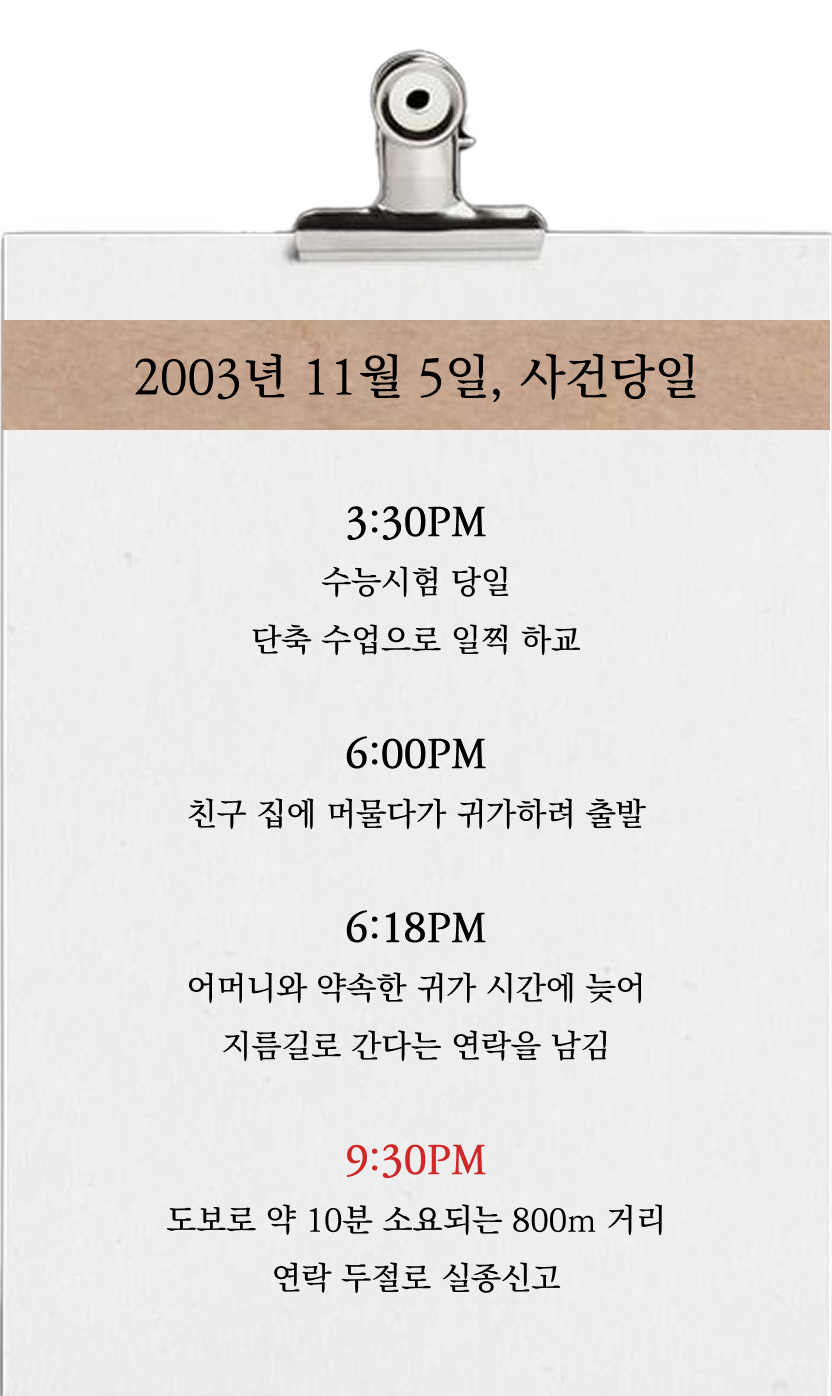 2003년 11월 5일, 사건당일
3:30PM
수능시험 당일
단축 수업으로 일찍 하교
6:00PM
친구 집에 머물다가 귀가하려 출발
6:18PM
어머니와 약속한 귀가 시간에 늦어
지름길로 간다는 연락을 남김
9:30PM
도보로 약 10분 소요되는 800m 거리
연락 두절로 실종신고